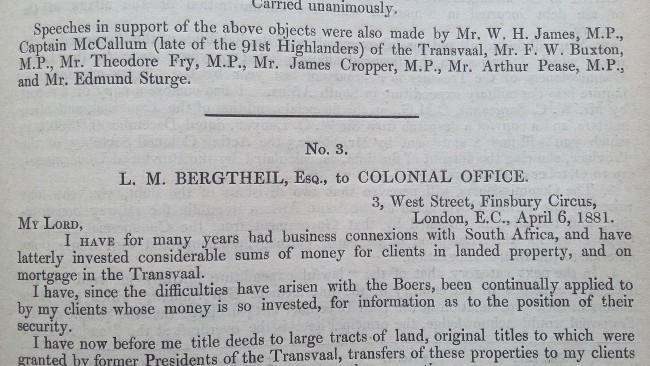 Carried unanimously.
Speeches in support of the above objects were also made by Mr. W. H. James, M.P.,
Captain McCallum (late of the 91st Highlanders) of the Transvaal, Mr. F. W. Buxton,
M.P., Mr. Theodore Fry, M.P., Mr. James Cropper, M.P., Mr. Arthur Pease, M.P.,
and Mr. Edmund Sturge.
No. 3.
L. M. BERGTHEIL, Esq., to COLONIAL OFFICE.
3, West Street, Finsbury Circus,
London, E.C., April 6, 1881.
My Lord,
I have for many years had business connexions with South Africa, and have
latterly invested considerable sums of money for clients in landed property, and on
mortgage in the Transvaal.
I have, since the difficulties have arisen with the Boers, been continually applied to
by my clients whose money is so invested, for information as to the position of their
security.
I have now before me title deeds to large tracts of land, original titles to which were
granted by former Presidents of the Transvaal, transfers of these properties to my clients